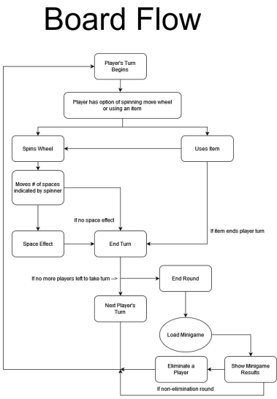 Board Flow
Player's Turn
Begins
Player has option of spinning move wheel
or using an item
Spins Wheel
Uses item
Moves # of spaces
indicated by spinner
If no space effect
If item ends player turn
Space Effect
End Turn
If no more players left to take turn -->
End Round
Next Player's
Turn
Load Minigame
Eliminate a
Player
Show Minigame
Results
If non-elimination round